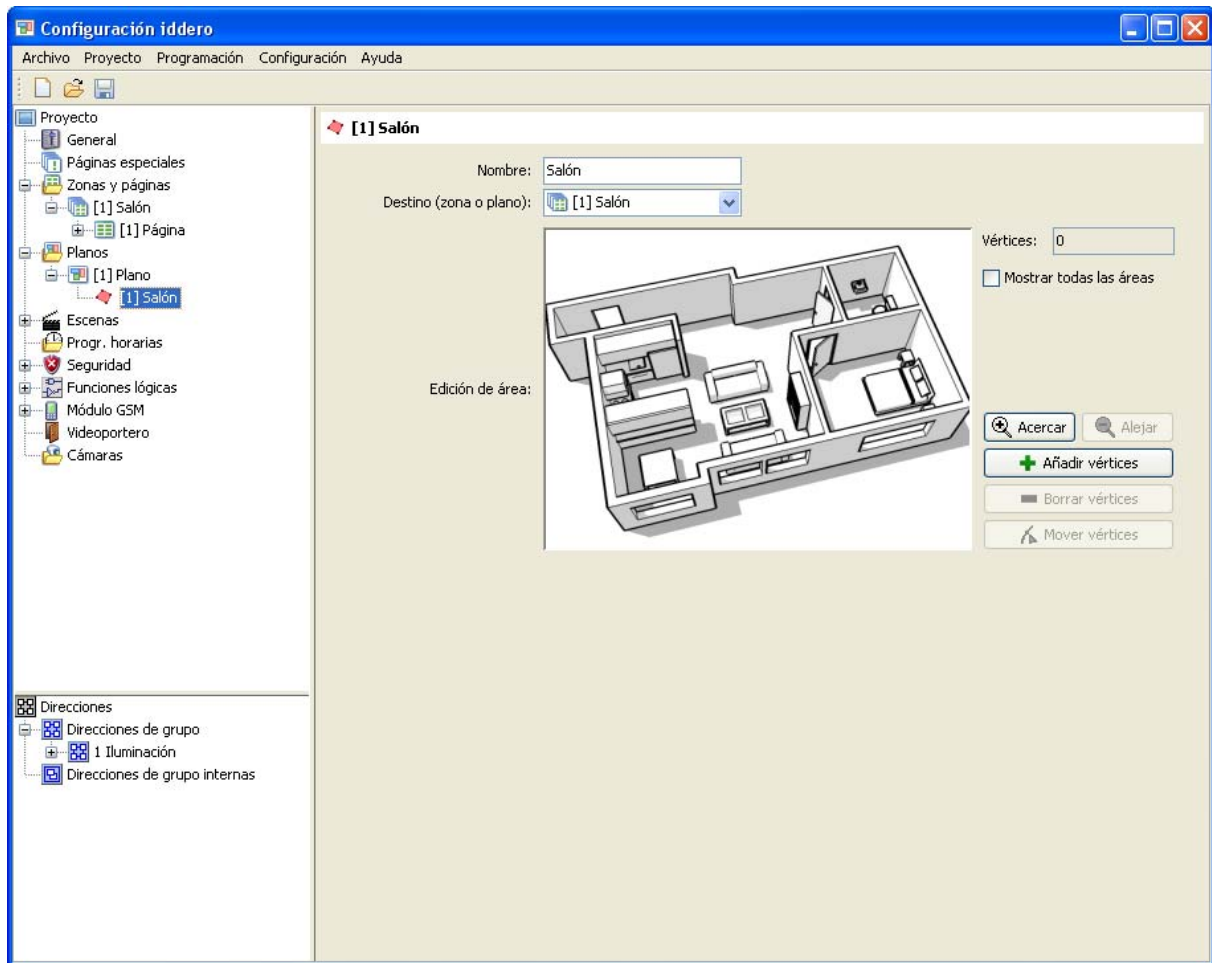 Configuración iddero
Archivo Proyecto Programación Configuración Ayuda
Proyecto
General
Páginas especiales
Zonas y páginas
[1] Salón
[1] Página
Planos
[1] Plano
[1] Salón
Escenas
Progr. horarias
Seguridad
Funciones lógicas
Módulo GSM
Videoportero
Cámaras
Direcciones
Direcciones de grupo
1 Iluminación
Direcciones de grupo internas
[1] Salón
Nombre: Salón
Destino (zona o plano): [1] Salón
Edición de área:
Vértices: 0
Mostrar todas las áreas
Acercar Alejar
Añadir vértices
Borrar vértices
Mover vértices